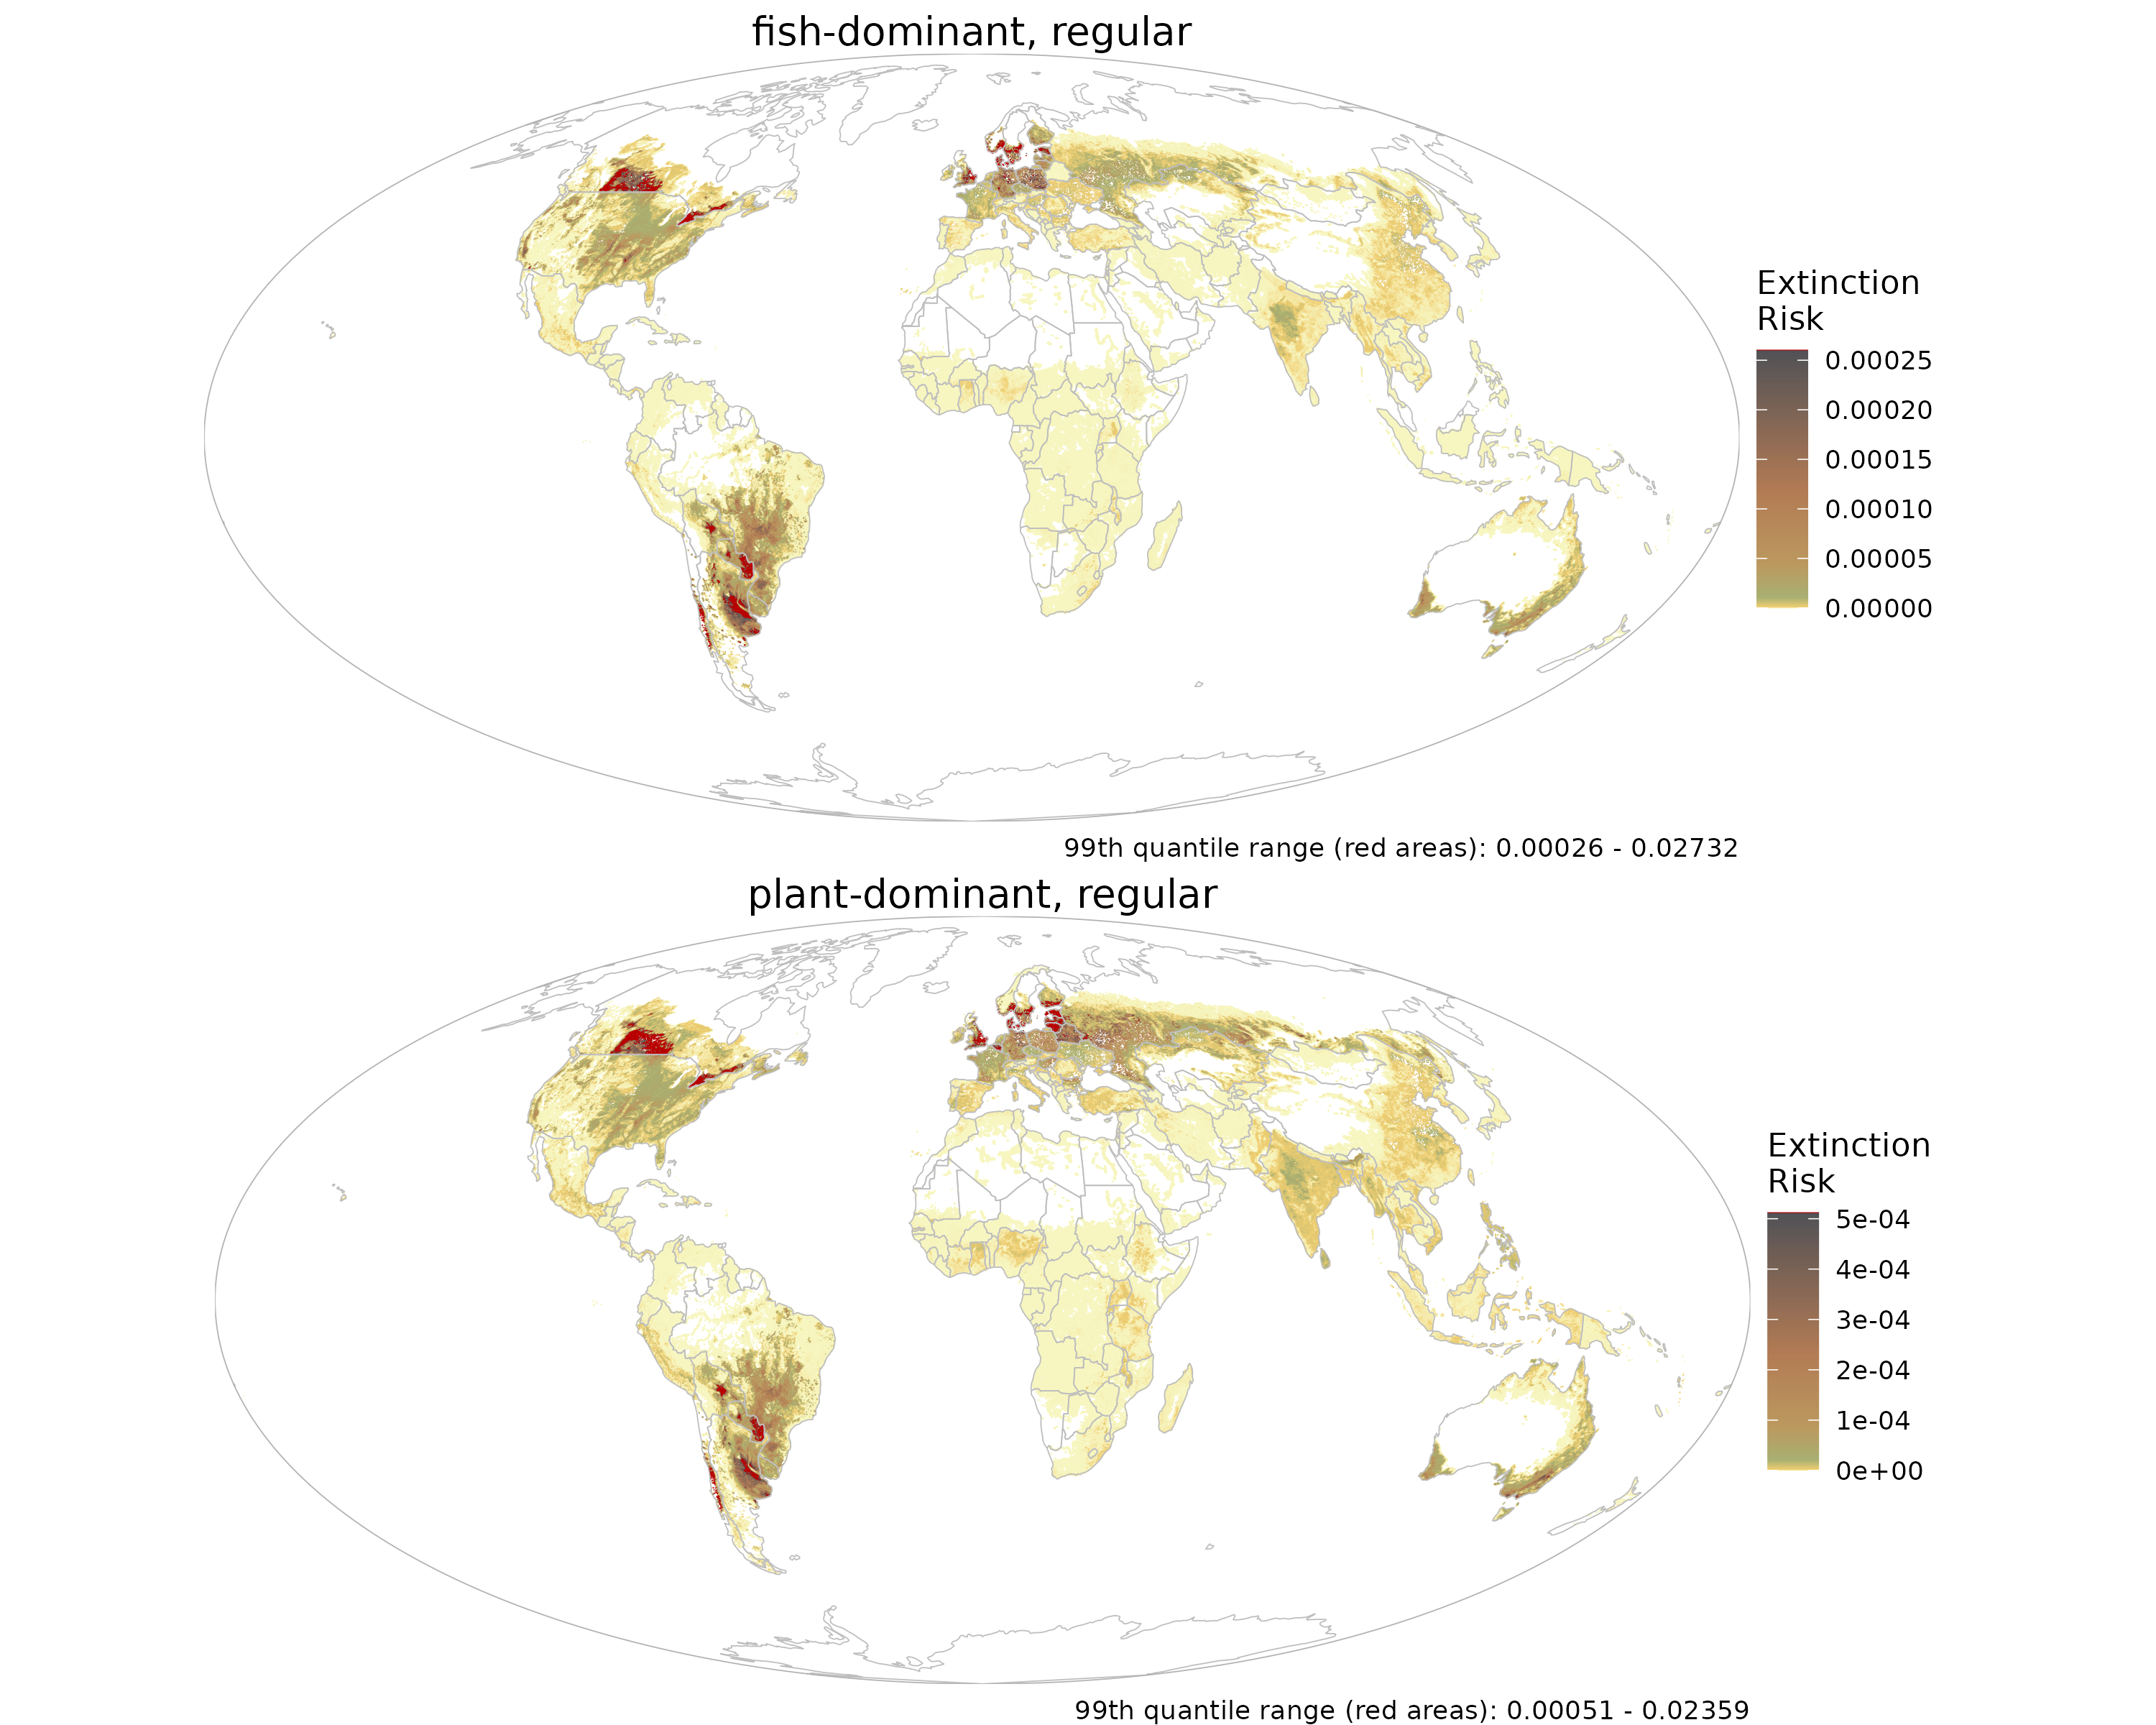 fish-dominant, regular
Extinction
Risk
0.00025
0.00020
0.00015
0.00010
0.00005
0.00000
99th quantile range (red areas): 0.00026 - 0.02732
plant-dominant, regular
Extinction
Risk
5e-04
4e-04
3e-04
2e-04
1e-04
0e+00
99th quantile range (red areas): 0.00051 - 0.02359